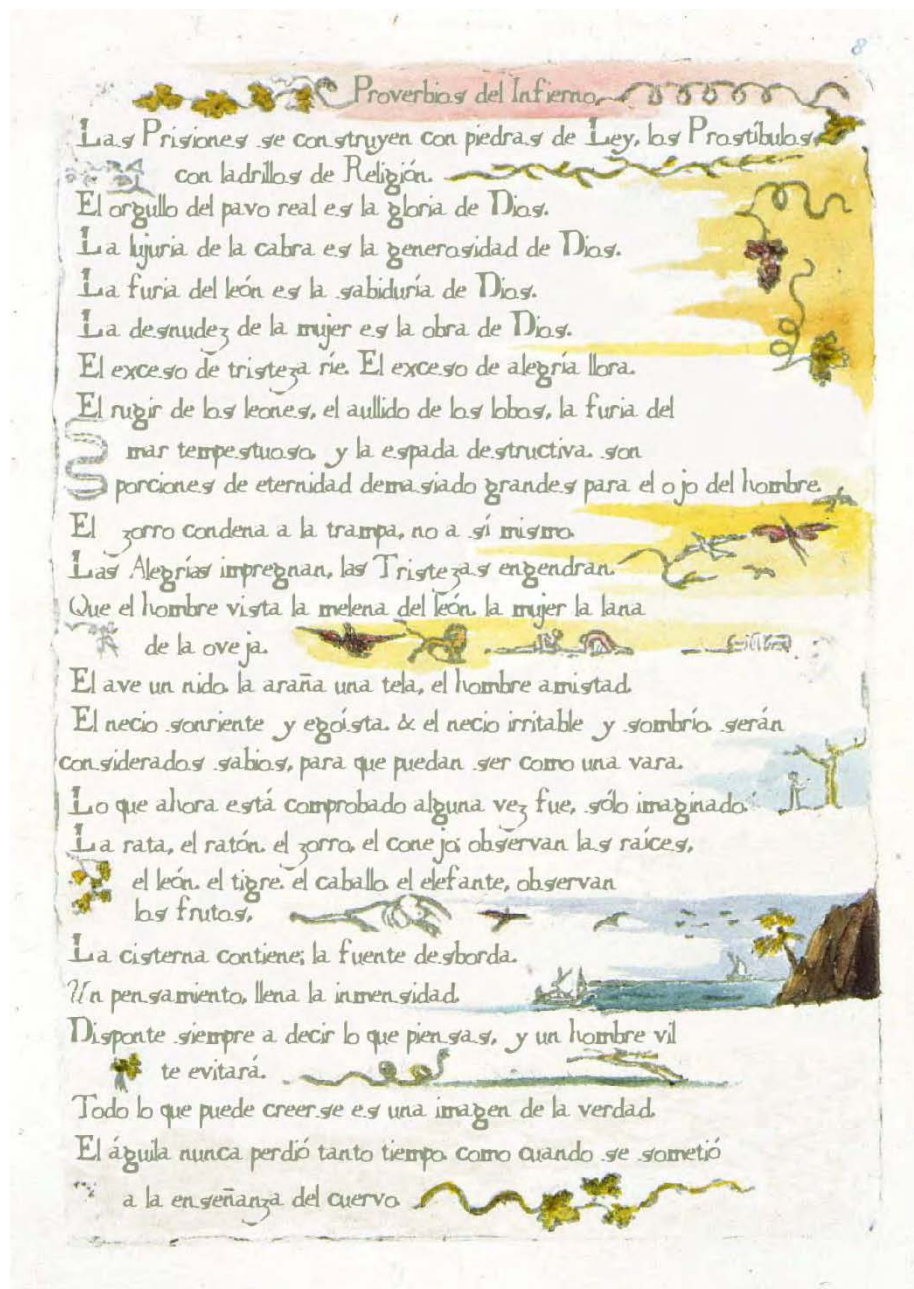 8
Proverbios del Infierno
Las Prisiones se construyen con piedras de Ley, los Prostíbulos,
con ladrillos de Religión.
El orgullo del pavo real es la gloria de Dios.
La lujuria de la cabra es la generosidad de Dios.
La furia del león es la sabiduría de Dios.
La desnudez de la mujer es la obra de Dios.
El exceso de tristeza ríe. El exceso de alegría llora.
El rugir de los leones, el aullido de los lobos, la furia del
mar tempestuoso, y la espada destructiva. son
porciones de eternidad demasiado grandes para el ojo del hombre.
El zorro condena a la trampa, no a sí mismo.
Las Alegrías impregnan, las Tristezas engendran.
Que el hombre vista la melena del león. la mujer la lana
de la oveja.
El ave un nido, la araña una tela, el hombre amistad.
El necio sonriente y egoísta. & el necio irritable y sombrío, serán
considerados sabios, para que puedan ser como una vara.
Lo que ahora está comprobado alguna vez fue, sólo imaginado.
La rata, el ratón. el zorro, el conejo; observan las raíces,
el león. el tigre. el caballo, el elefante, observan
los frutos,
La cisterna contiene; la fuente desborda.
Un pensamiento, llena la inmensidad.
Disponte siempre a decir lo que piensas, y un hombre vil
te evitará.
Todo lo que puede creerse es una imagen de la verdad.
El águila nunca perdió tanto tiempo, como cuando se sometió
a la enseñanza del cuervo.